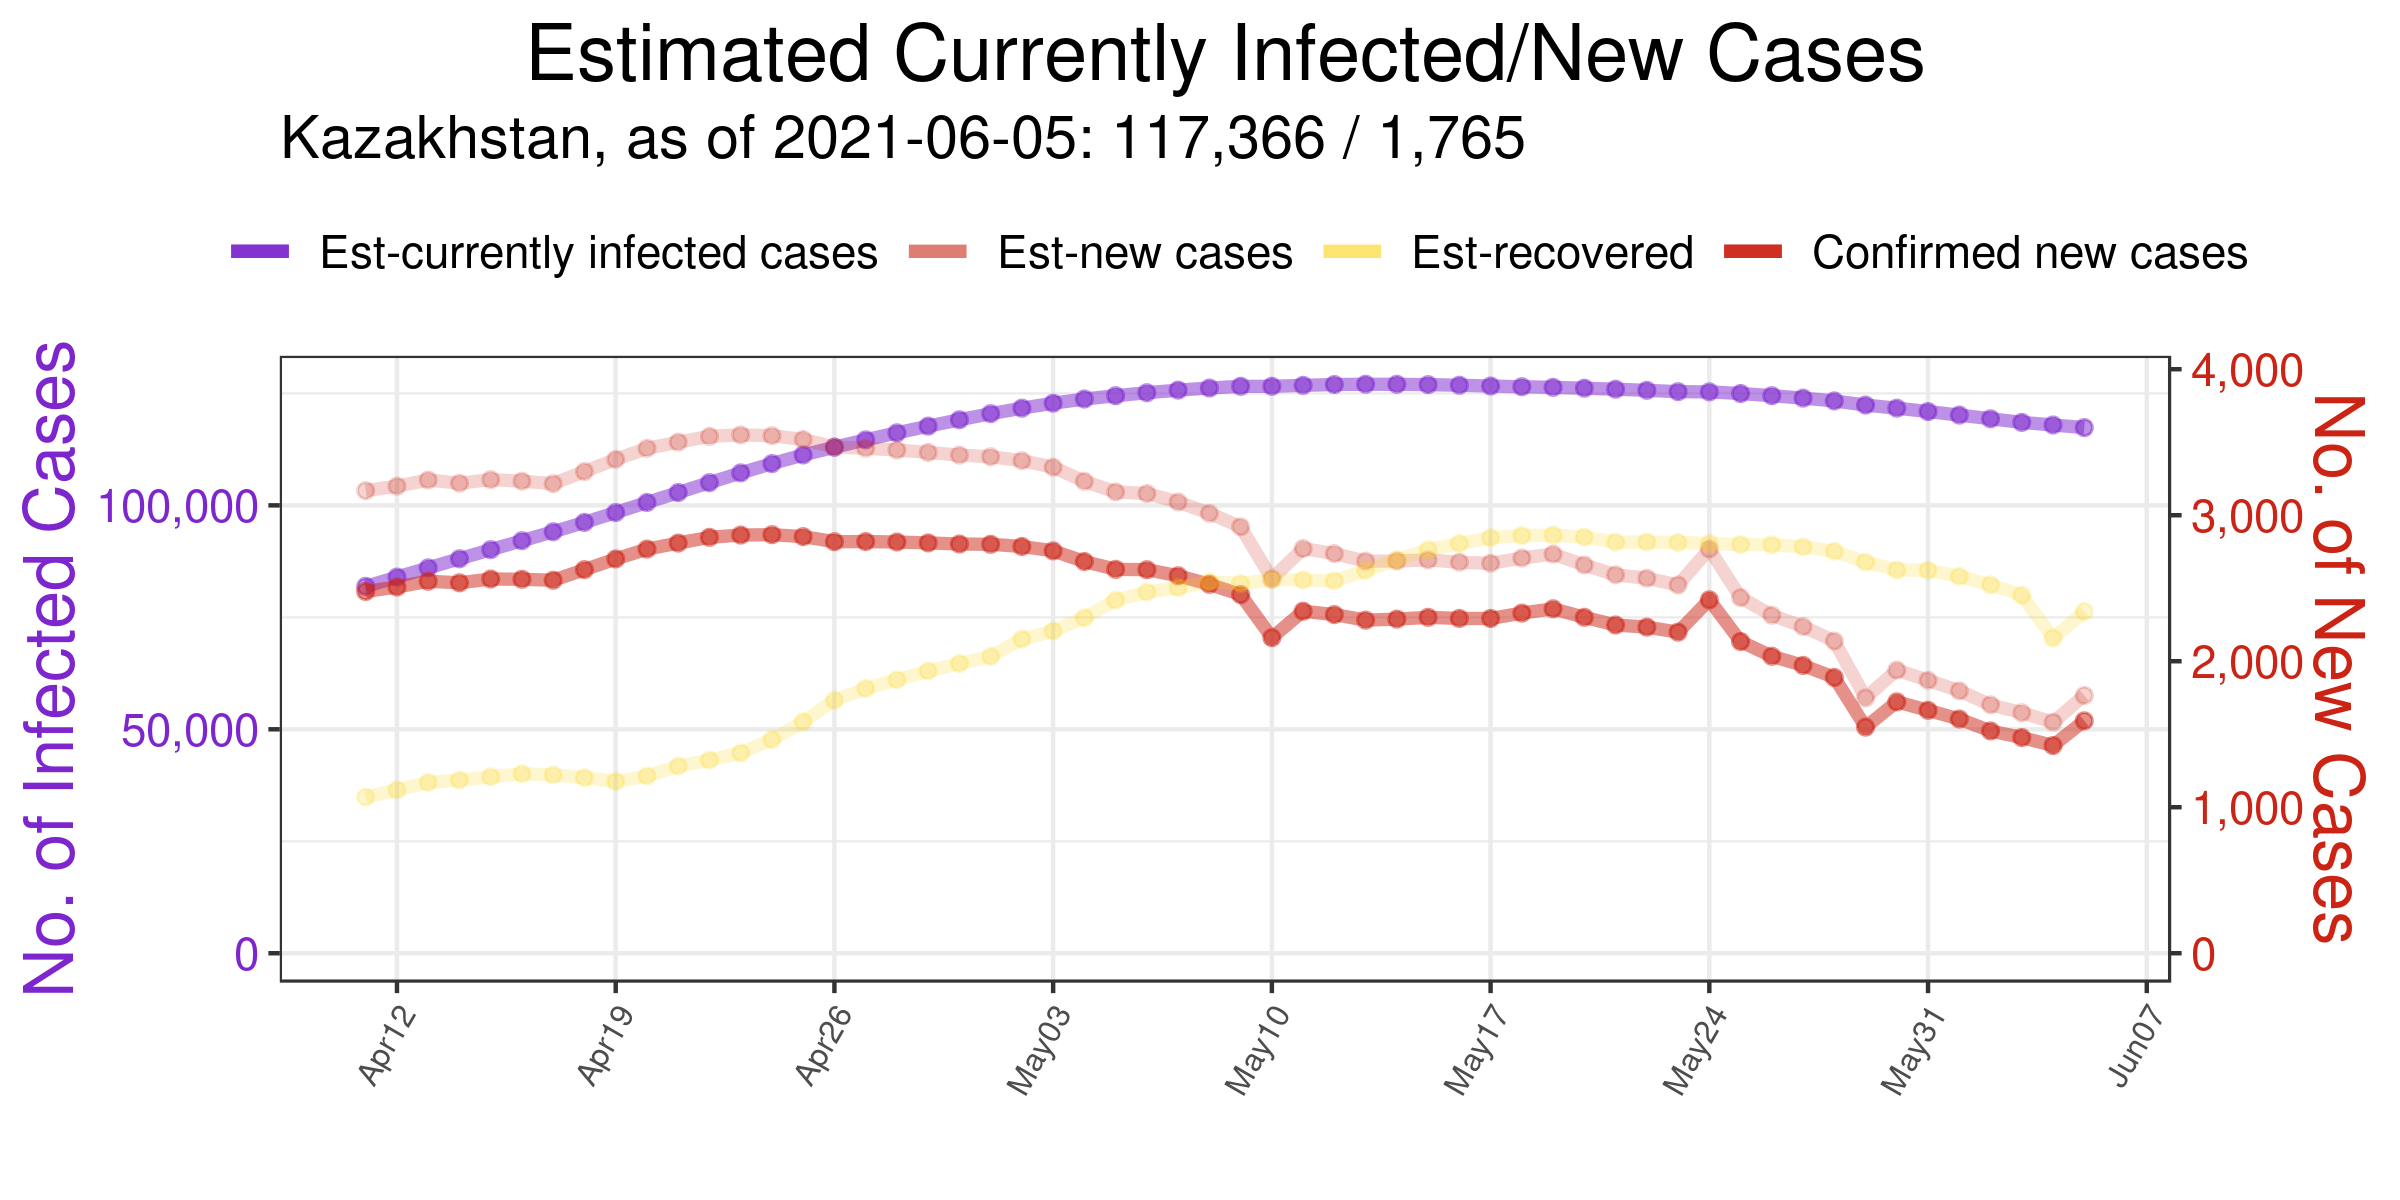 Estimated Currently Infected/New Cases
Kazakhstan, as of 2021-06-05: 117,366 / 1,765
Est-currently infected cases Est-new cases Est-recovered Confirmed new cases
No. of Infected Cases
100,000
50,000
0
4,000
3,000
2,000
1,000
0
No. of New Cases
Apr12 Apr19 Apr26 May03 May10 May17 May24 May31 Jun07